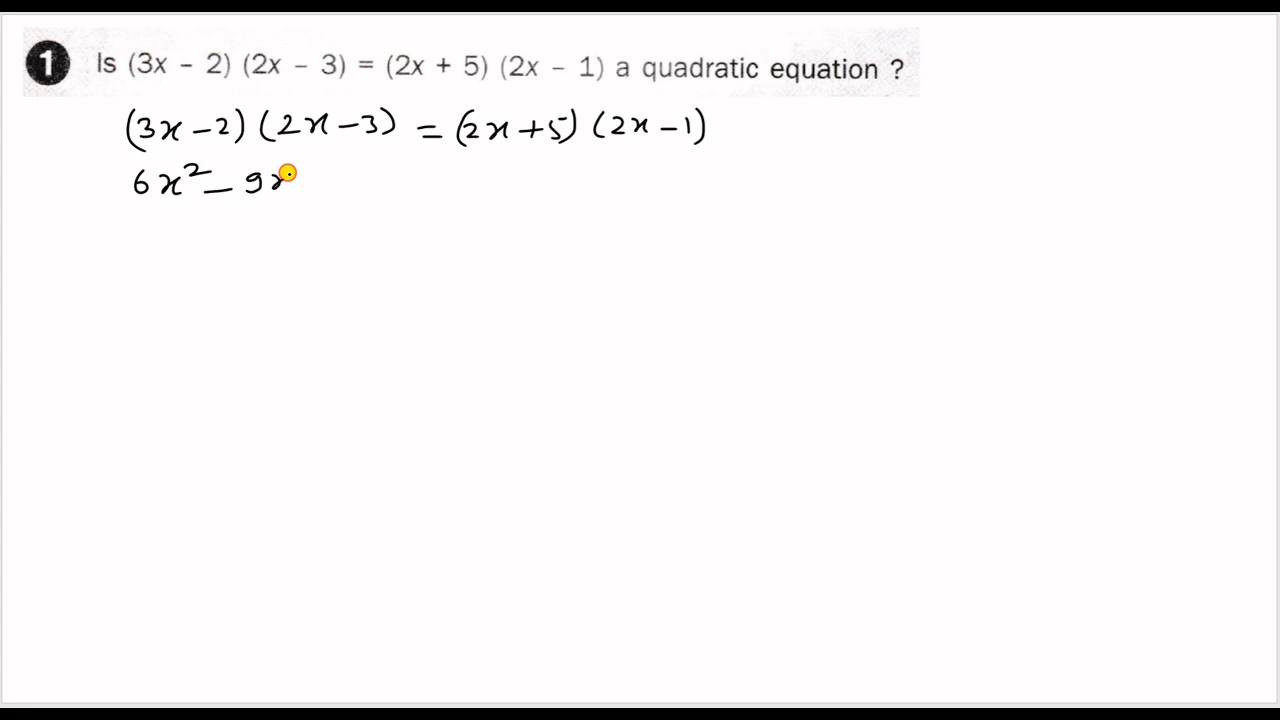 1 Is (3x - 2) (2x - 3) = (2x + 5) (2x - 1) a quadratic equation ?
(3x - 2) (2x - 3) = (2x + 5) (2x - 1)
6x² - 9x